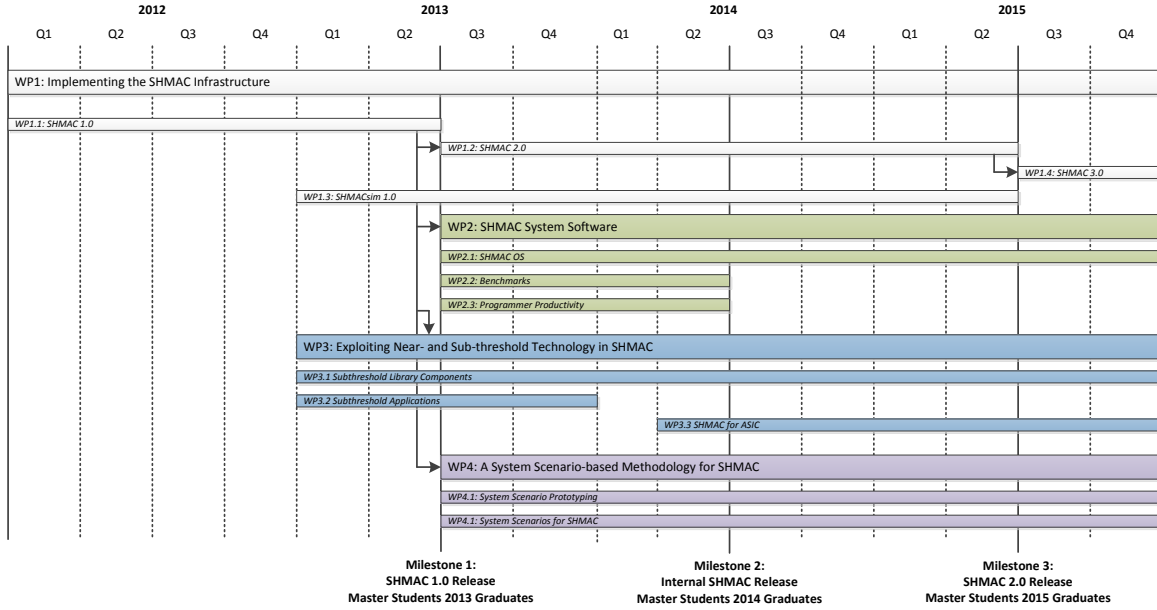 2012 2013 2014 2015
Q1 Q2 Q3 Q4 Q1 Q2 Q3 Q4 Q1 Q2 Q3 Q4 Q1 Q2 Q3 Q4
WP1: Implementing the SHMAC Infrastructure
WP1.1: SHMAC 1.0
WP1.2: SHMAC 2.0
WP1.4: SHMAC 3.0
WP1.3: SHMACsim 1.0
WP2: SHMAC System Software
WP2.1: SHMAC OS
WP2.2: Benchmarks
WP2.3: Programmer Productivity
WP3: Exploiting Near- and Sub-threshold Technology in SHMAC
WP3.1 Subthreshold Library Components
WP3.2 Subthreshold Applications
WP3.3 SHMAC for ASIC
WP4: A System Scenario-based Methodology for SHMAC
WP4.1: System Scenario Prototyping
WP4.1: System Scenarios for SHMAC
Milestone 1:
SHMAC 1.0 Release
Master Students 2013 Graduates
Milestone 2:
Internal SHMAC Release
Master Students 2014 Graduates
Milestone 3:
SHMAC 2.0 Release
Master Students 2015 Graduates